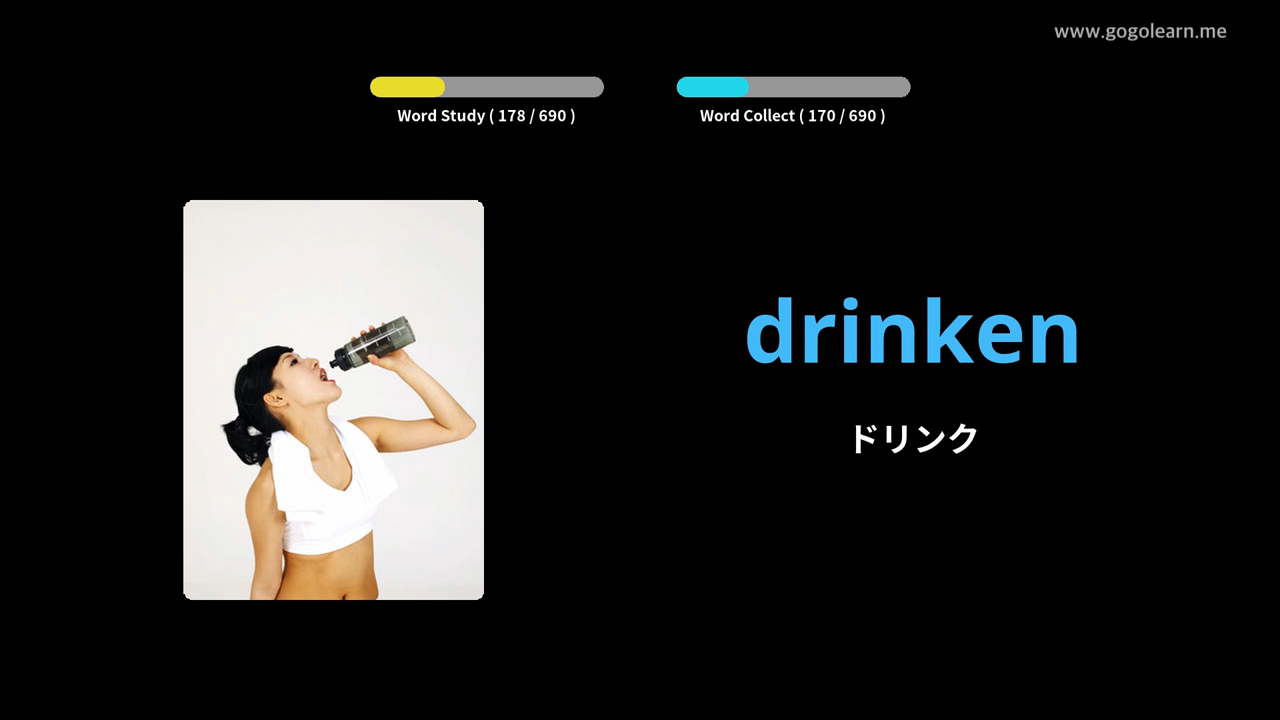 www.gogolearn.me
Word Study ( 178 / 690 )
Word Collect ( 170 / 690 )
drinken
ドリンク